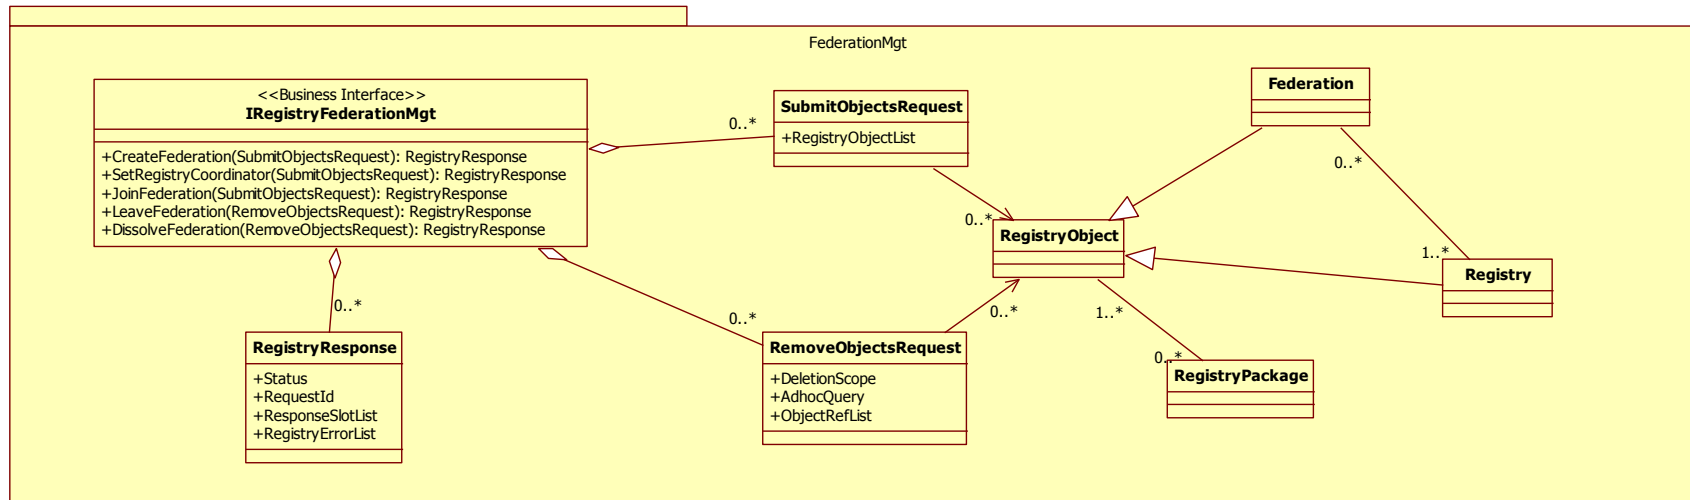 FederationMgt
<<Business Interface>>
IRegistryFederationMgt
+CreateFederation(SubmitObjectsRequest): RegistryResponse
+SetRegistryCoordinator(SubmitObjectsRequest): RegistryResponse
+JoinFederation(SubmitObjectsRequest): RegistryResponse
+LeaveFederation(RemoveObjectsRequest): RegistryResponse
+DissolveFederation(RemoveObjectsRequest): RegistryResponse
0..*
SubmitObjectsRequest
+RegistryObjectList
Federation
0..*
0..*
RegistryObject
1..*
Registry
0..*
RegistryResponse
+Status
+RequestId
+ResponseSlotList
+RegistryErrorList
0..*
RemoveObjectsRequest
+DeletionScope
+AdhocQuery
+ObjectRefList
0..*
1..*
0..*
RegistryPackage